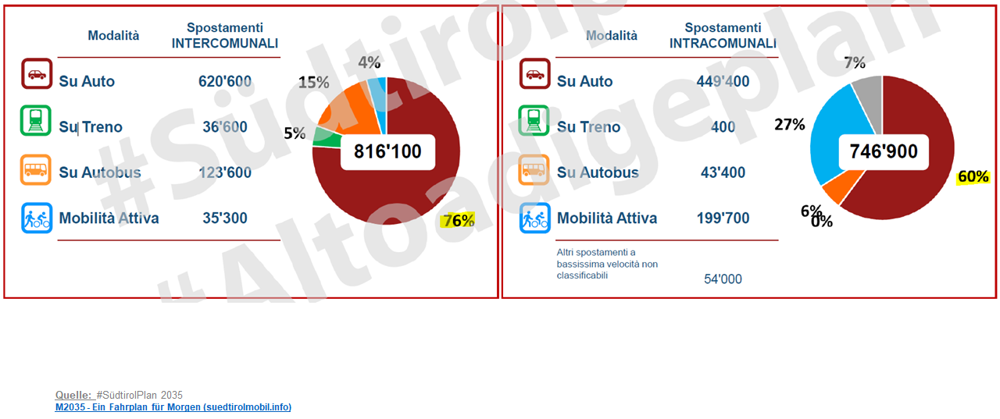 Modalità
Spostamenti
INTERCOMUNALI
Su Auto
620'600
Su Treno
36'600
Su Autobus
123'600
Mobilità Attiva
35'300
4%
15%
5%
816'100
76%
Modalità
Spostamenti
INTRACOMUNALI
Su Auto
449'400
Su Treno
400
Su Autobus
43'400
Mobilità Attiva
199'700
Altri spostamenti a
bassissima velocità non
classificabili
54'000
7%
27%
746'900
60%
6%
0%
#Südtirolplan
#Altoadigeplan
Quelle: #SüdtirolPlan 2035
M2035 - Ein Fahrplan für Morgen (suedtirolmobil.info)